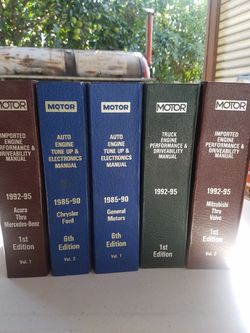 MOTOR
IMPORTED
ENGINE
PERFORMANCE &
DRIVEABILITY
MANUAL
1992-95
Acura
Thru
Mercedes-Benz
1st
Edition
Vol. 1
MOTOR
AUTO
ENGINE
TUNE UP &
ELECTRONICS
MANUAL
1985-90
Chrysler
Ford
6th
Edition
Vol. 2
MOTOR
AUTO
ENGINE
TUNE UP &
ELECTRONICS
MANUAL
1985-90
General
Motors
6th
Edition
Vol. 1
MOTOR
TRUCK
ENGINE
PERFORMANCE &
DRIVEABILITY
MANUAL
1992-95
1st
Edition
MOTOR
IMPORTED
ENGINE
PERFORMANCE &
DRIVEABILITY
MANUAL
1992-95
Mitsubishi
Thru
Volvo
1st
Edition
Vol. 2